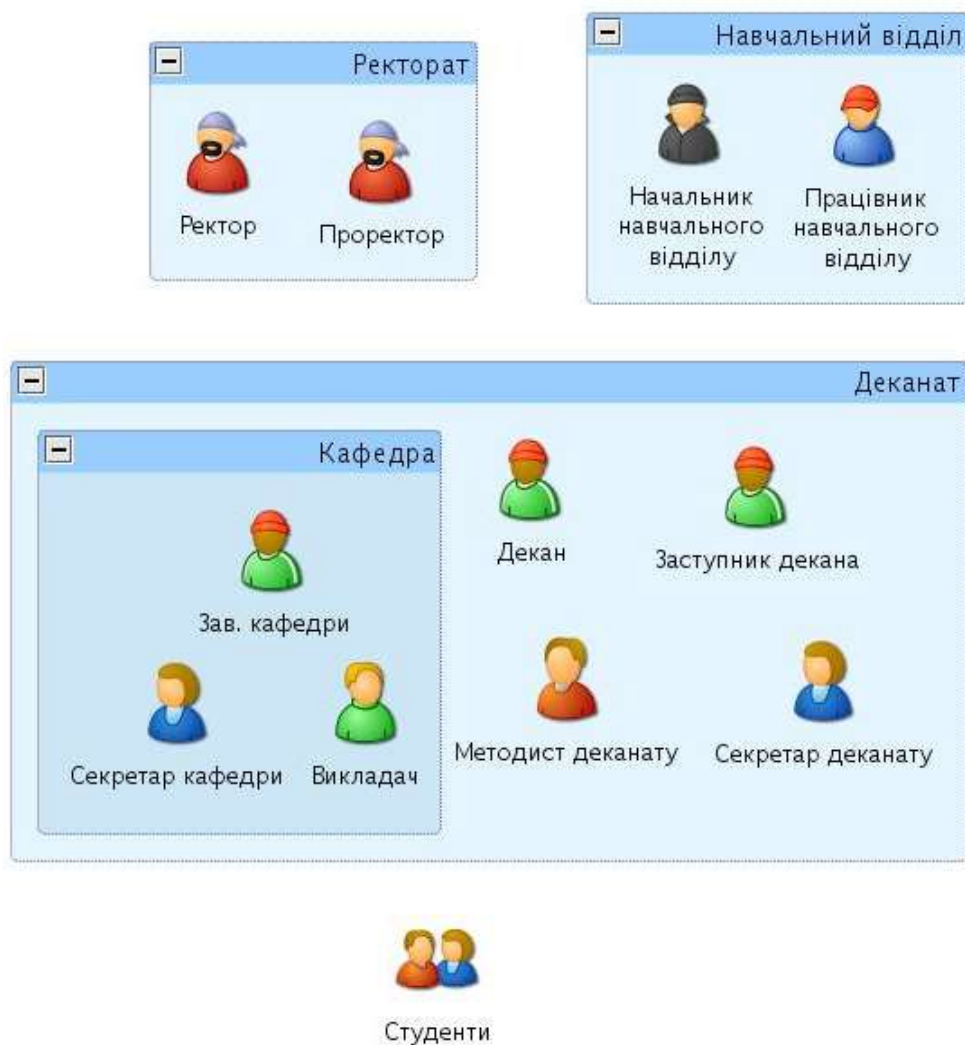 Ректорат
Ректор
Проректор
Навчальний відділ
Начальник
навчального
відділу
Працівник
навчального
відділу
Деканат
Кафедра
Зав. кафедри
Секретар кафедри
Викладач
Декан
Заступник декана
Методист деканату
Секретар деканату
Студенти